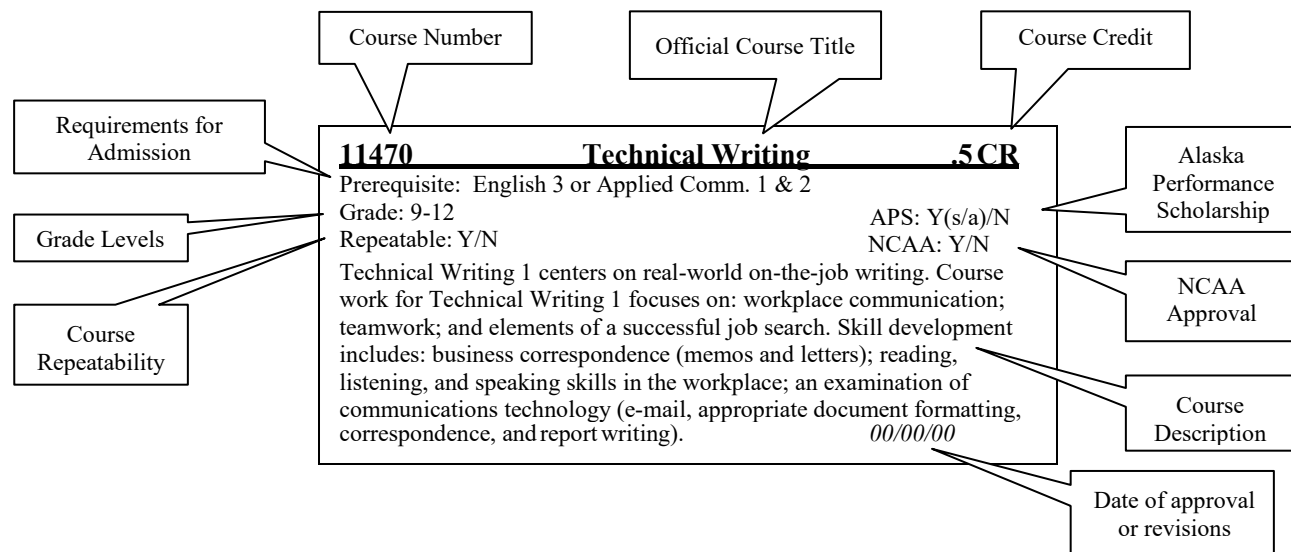 Course Number
Official Course Title
Course Credit
Requirements for
Admission
Grade Levels
Course
Repeatability
11470 Technical Writing .5 CR
Prerequisite: English 3 or Applied Comm. 1 & 2
Grade: 9-12
APS: Y(s/a)/N
Repeatable: Y/N
NCAA: Y/N
Technical Writing 1 centers on real-world on-the-job writing. Course
work for Technical Writing 1 focuses on: workplace communication;
teamwork; and elements of a successful job search. Skill development
includes: business correspondence (memos and letters); reading,
listening, and speaking skills in the workplace; an examination of
communications technology (e-mail, appropriate document formatting,
correspondence, and report writing). 00/00/00
Alaska
Performance
Scholarship
NCAA
Approval
Course
Description
Date of approval
or revisions